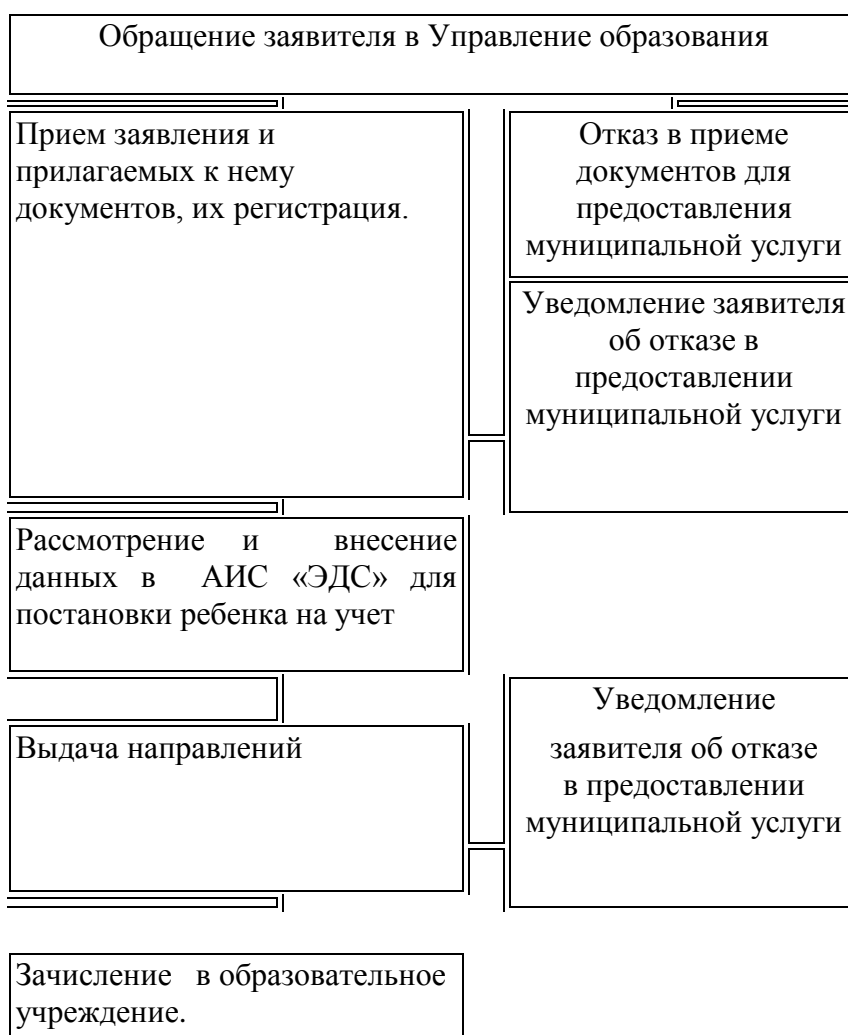 Обращение заявителя в Управление образования
Прием заявления и
прилагаемых к нему
документов, их регистрация.
Отказ в приеме
документов для
предоставления
муниципальной услуги
Уведомление заявителя
об отказе в
предоставлении
муниципальной услуги
Рассмотрение и внесение
данных в АИС «ЭДС» для
постановки ребенка на учет
Выдача направлений
Уведомление
заявителя об отказе
в предоставлении
муниципальной услуги
Зачисление в образовательное
учреждение.